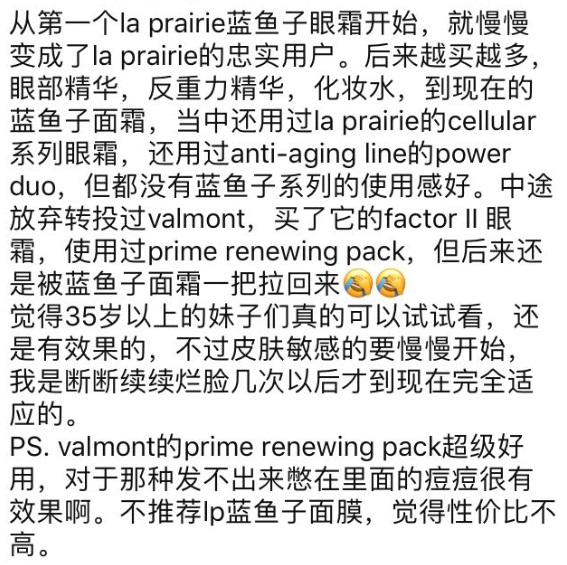 从第一个la prairie蓝鱼子眼霜开始，就慢慢
变成了la prairie的忠实用户。后来越买越多，
眼部精华，反重力精华，化妆水，到现在的
蓝鱼子面霜，当中还用过la prairie的cellular
系列眼霜，还用过anti-aging line的power
duo，但都没有蓝鱼子系列的使用感好。中途
放弃转投过valmont，买了它的factor II 眼
霜，使用过prime renewing pack，但后来还
是被蓝鱼子面霜一把拉回来🤦🤦
觉得35岁以上的妹子们真的可以试试看，还
是有效果的，不过皮肤敏感的要慢慢开始，
我是断断续续烂脸几次以后才到现在完全适
应的。
PS. valmont的prime renewing pack超级好
用，对于那种发不出来憋在里面的痘痘很有
效果啊。不推荐lp蓝鱼子面膜，觉得性价比不
高。